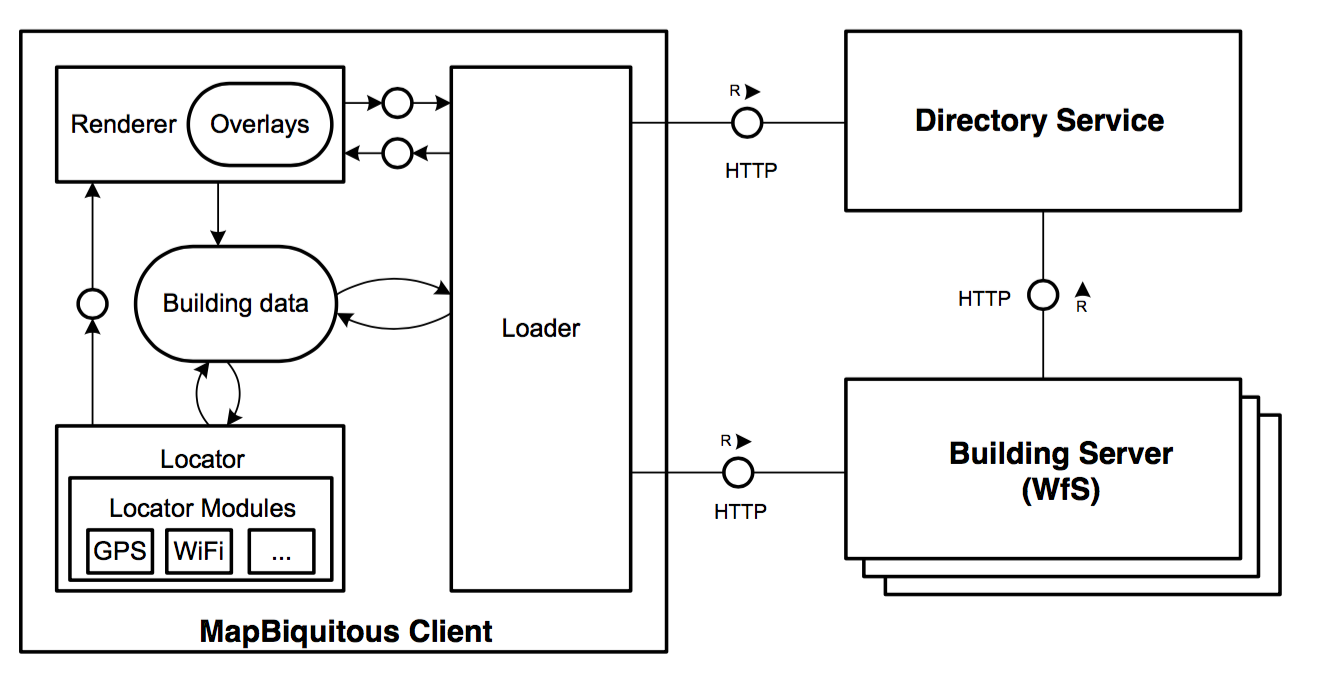 Renderer
Overlays
Building data
Locator
Locator Modules
GPS
WiFi
...
Loader
MapBiquitous Client
R
HTTP
Directory Service
HTTP
R
R
HTTP
Building Server
(WfS)